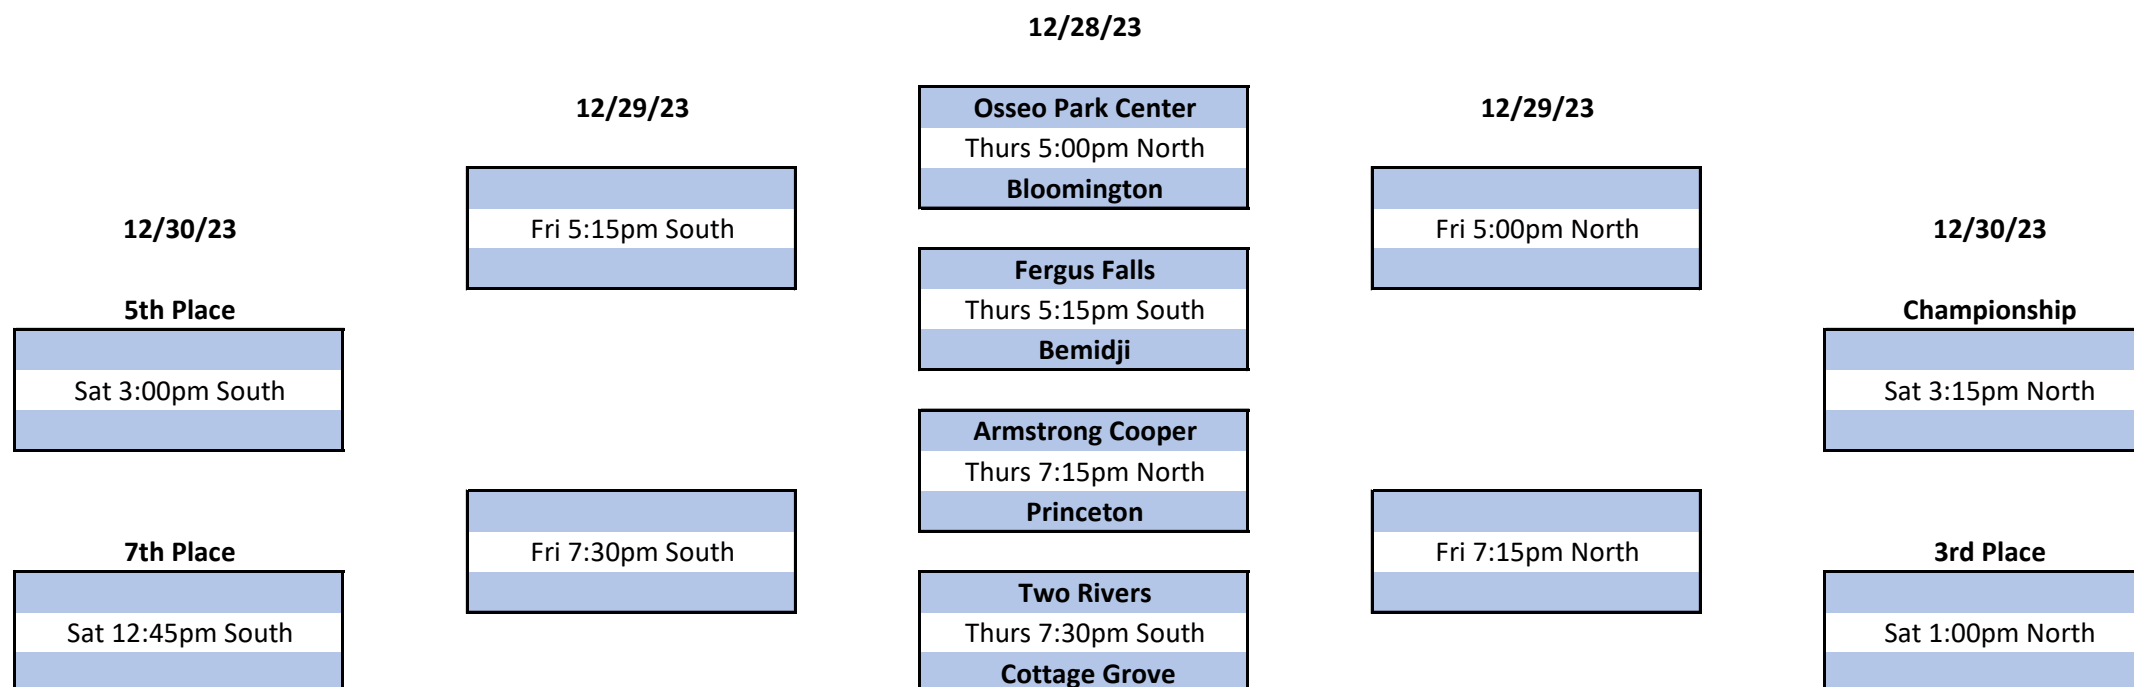 12/28/23
12/29/23
Osseo Park Center
12/29/23
Thurs 5:00pm North
Bloomington
12/30/23
Fri 5:15pm South
Fri 5:00pm North
12/30/23
Fergus Falls
5th Place
Thurs 5:15pm South
Championship
Bemidji
Sat 3:00pm South
Sat 3:15pm North
Armstrong Cooper
Thurs 7:15pm North
Princeton
7th Place
Fri 7:30pm South
Fri 7:15pm North
3rd Place
Two Rivers
Sat 12:45pm South
Thurs 7:30pm South
Sat 1:00pm North
Cottage Grove